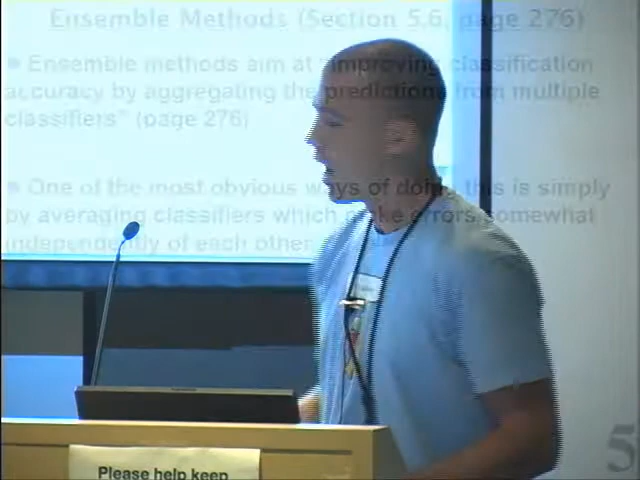 Ensemble Methods (Section 5.6, page 276)
• Ensemble methods aim at "improving classification
accuracy by aggregating the predictions from multiple
classifiers" (page 276)
• One of the most obvious ways of doing this is simply
by averaging classifiers which make errors somewhat
independently of each other
Please help keep
5